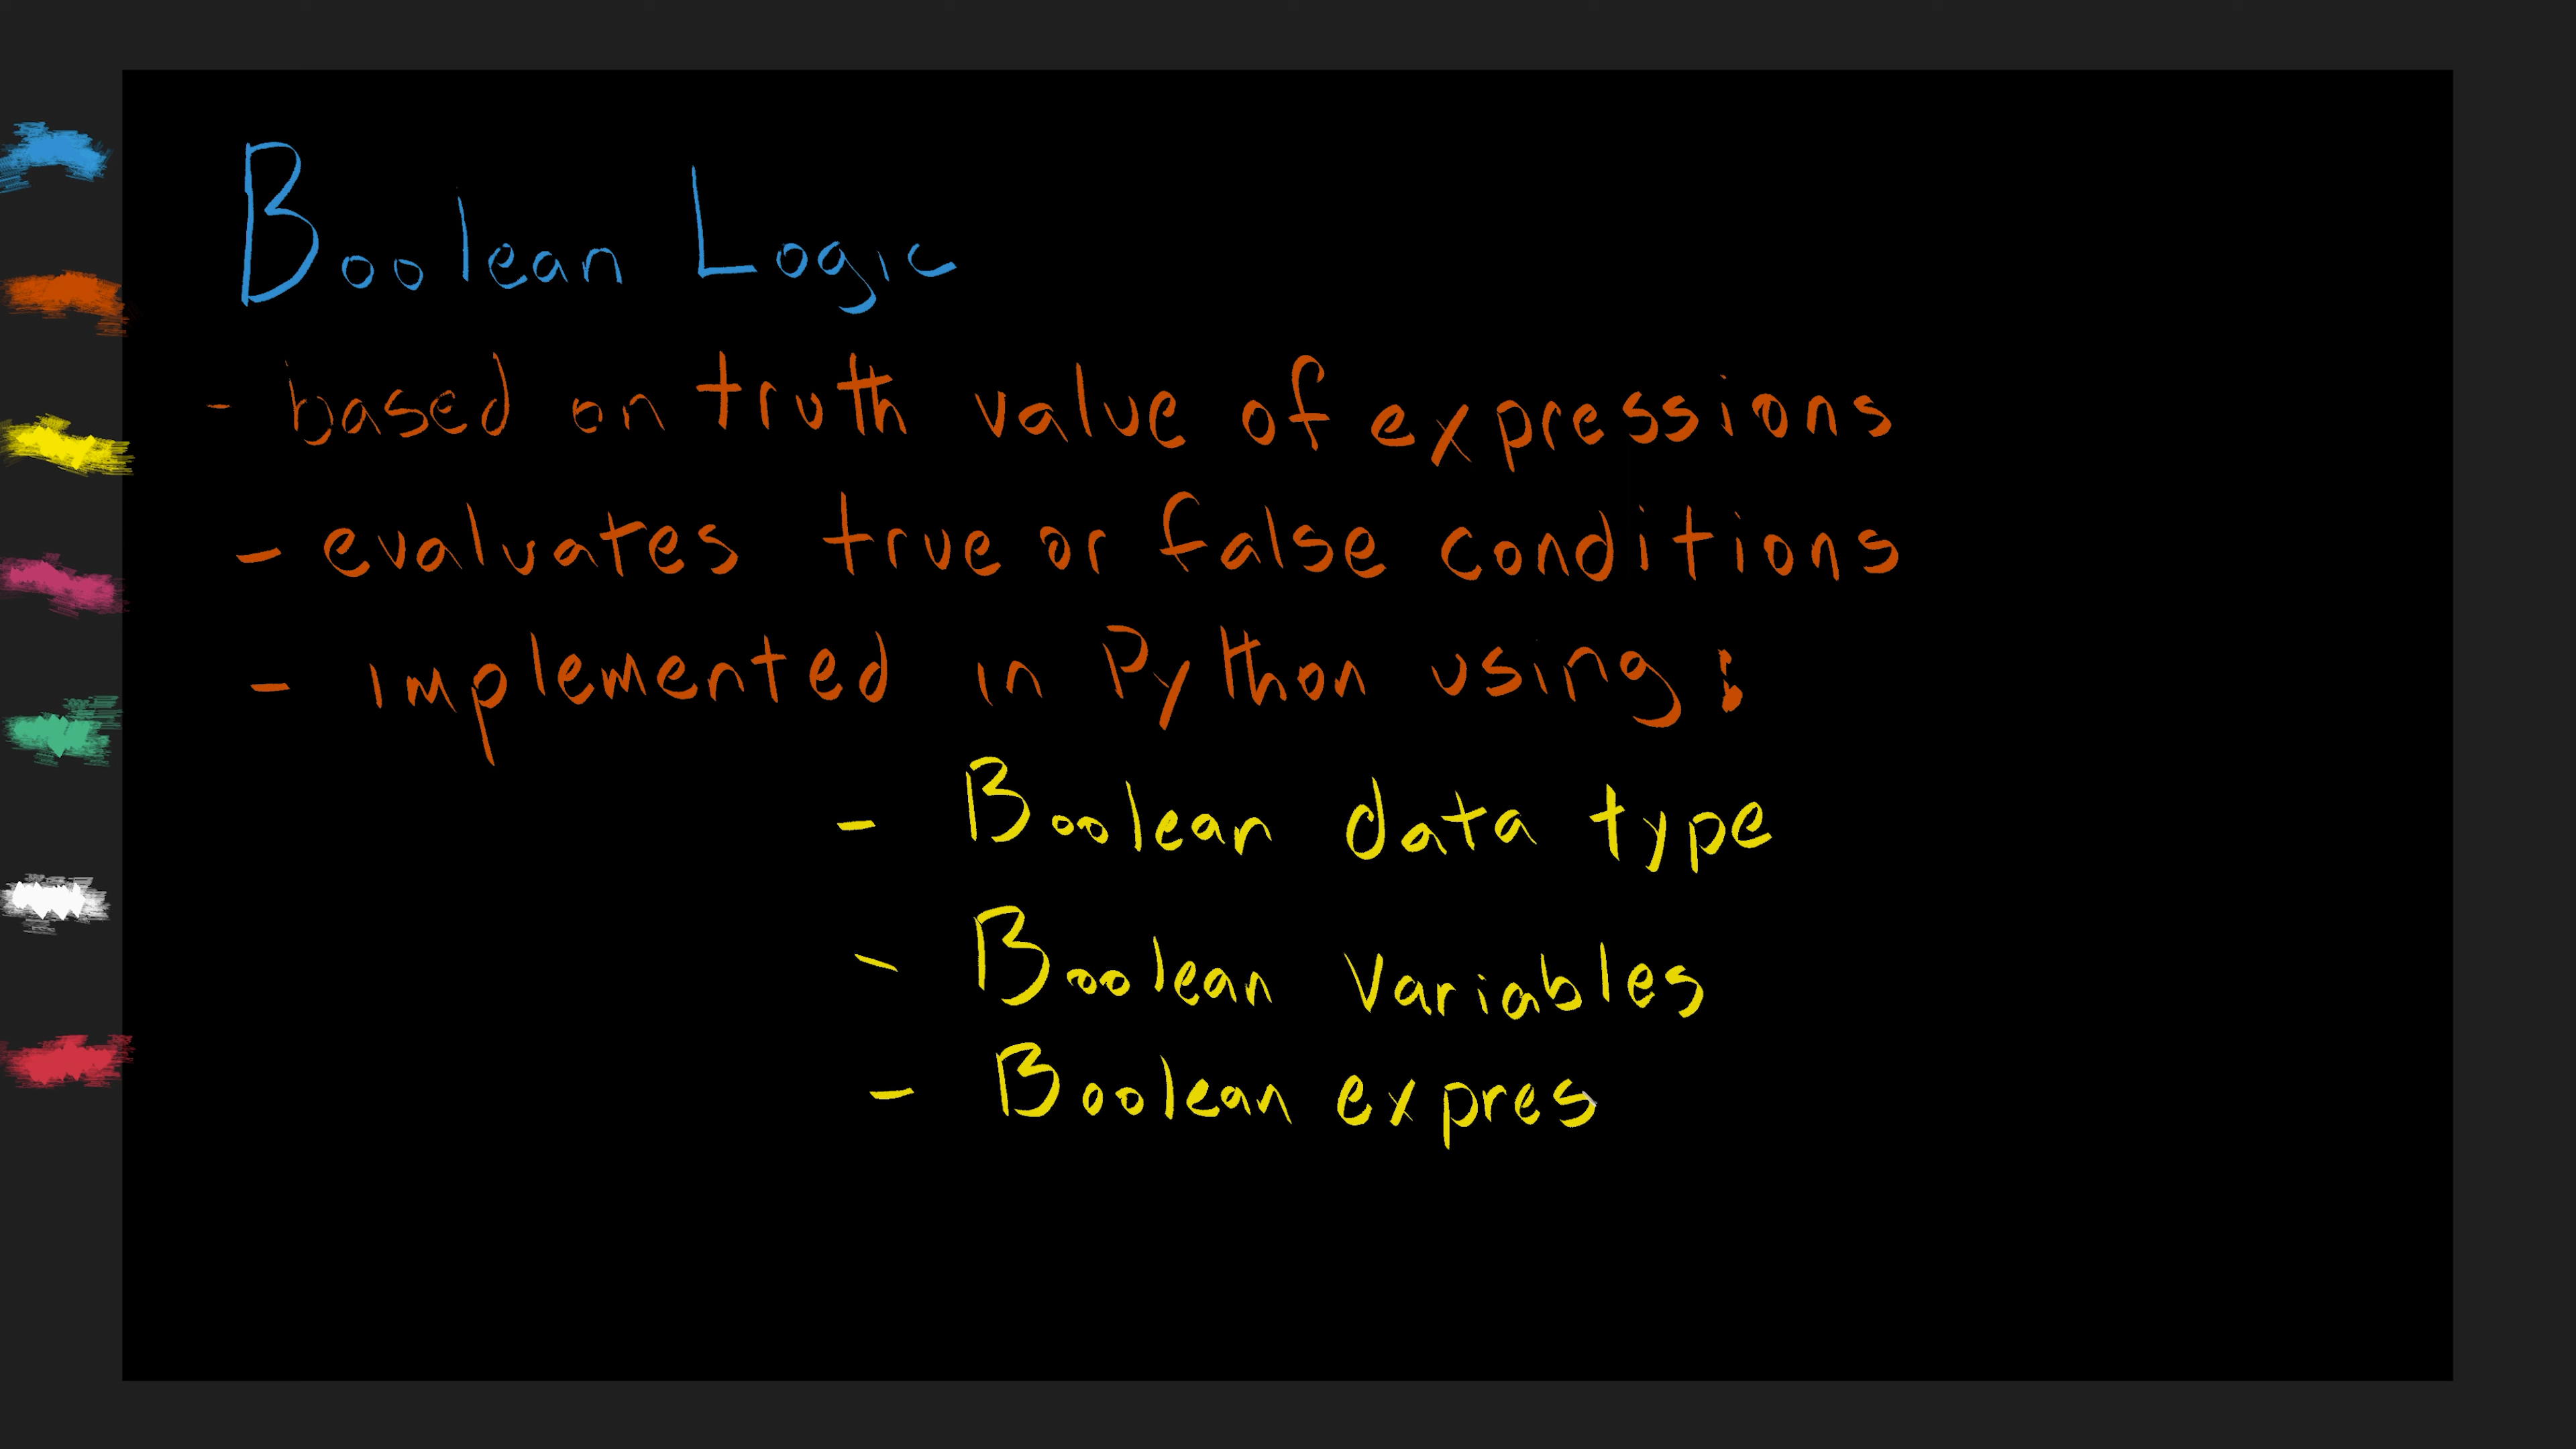 Boolean Logic
- based on truth value of expressions
- evaluates true or false conditions
- implemented in Python using:
- Boolean data type
- Boolean Variables
- Boolean expres